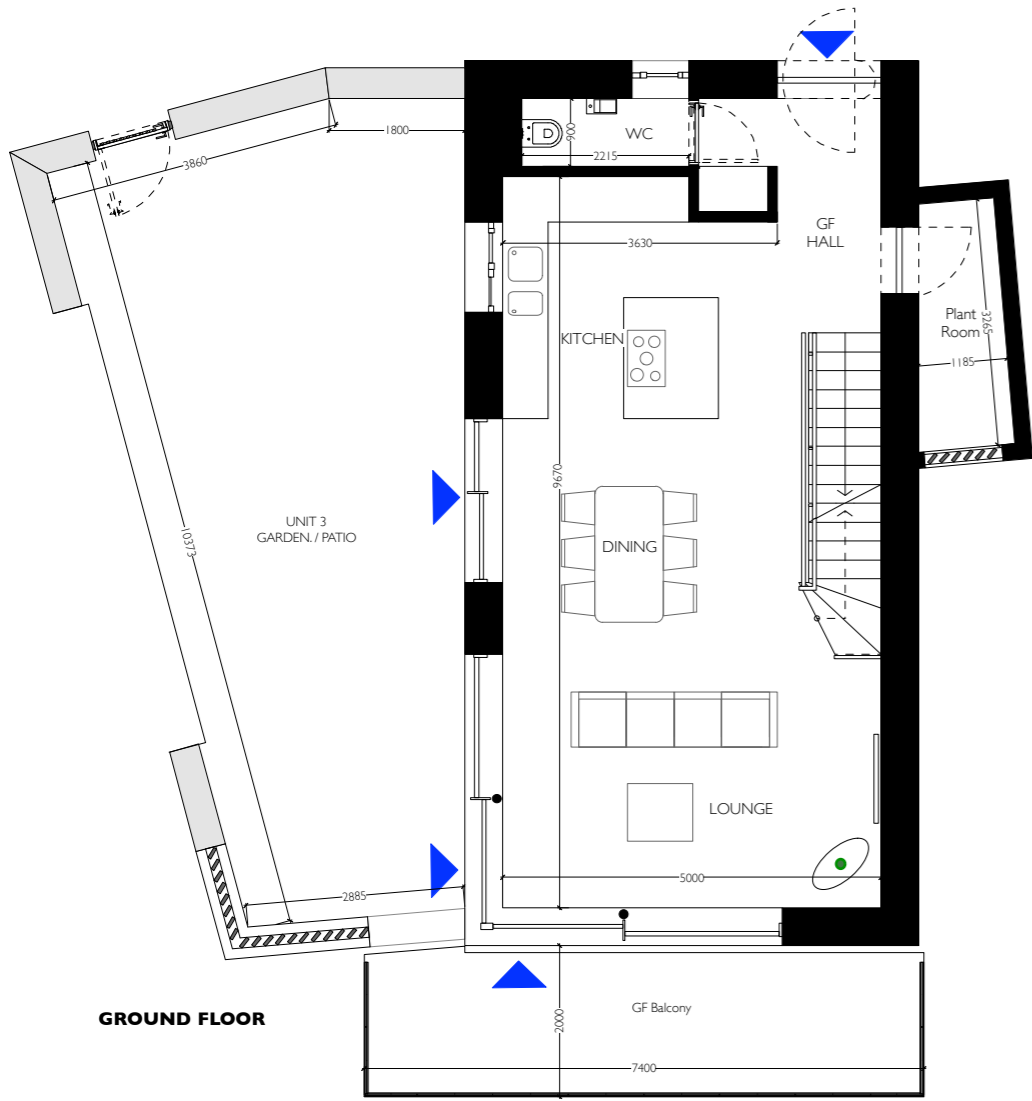 1800
3860
WC
900
2215
3630
GF
HALL
Plant
Room
3265
1185
KITCHEN
9670
UNIT 3
GARDEN. / PATIO
10373
DINING
LOUNGE
5000
2885
GF Balcony
2000
7400
GROUND FLOOR